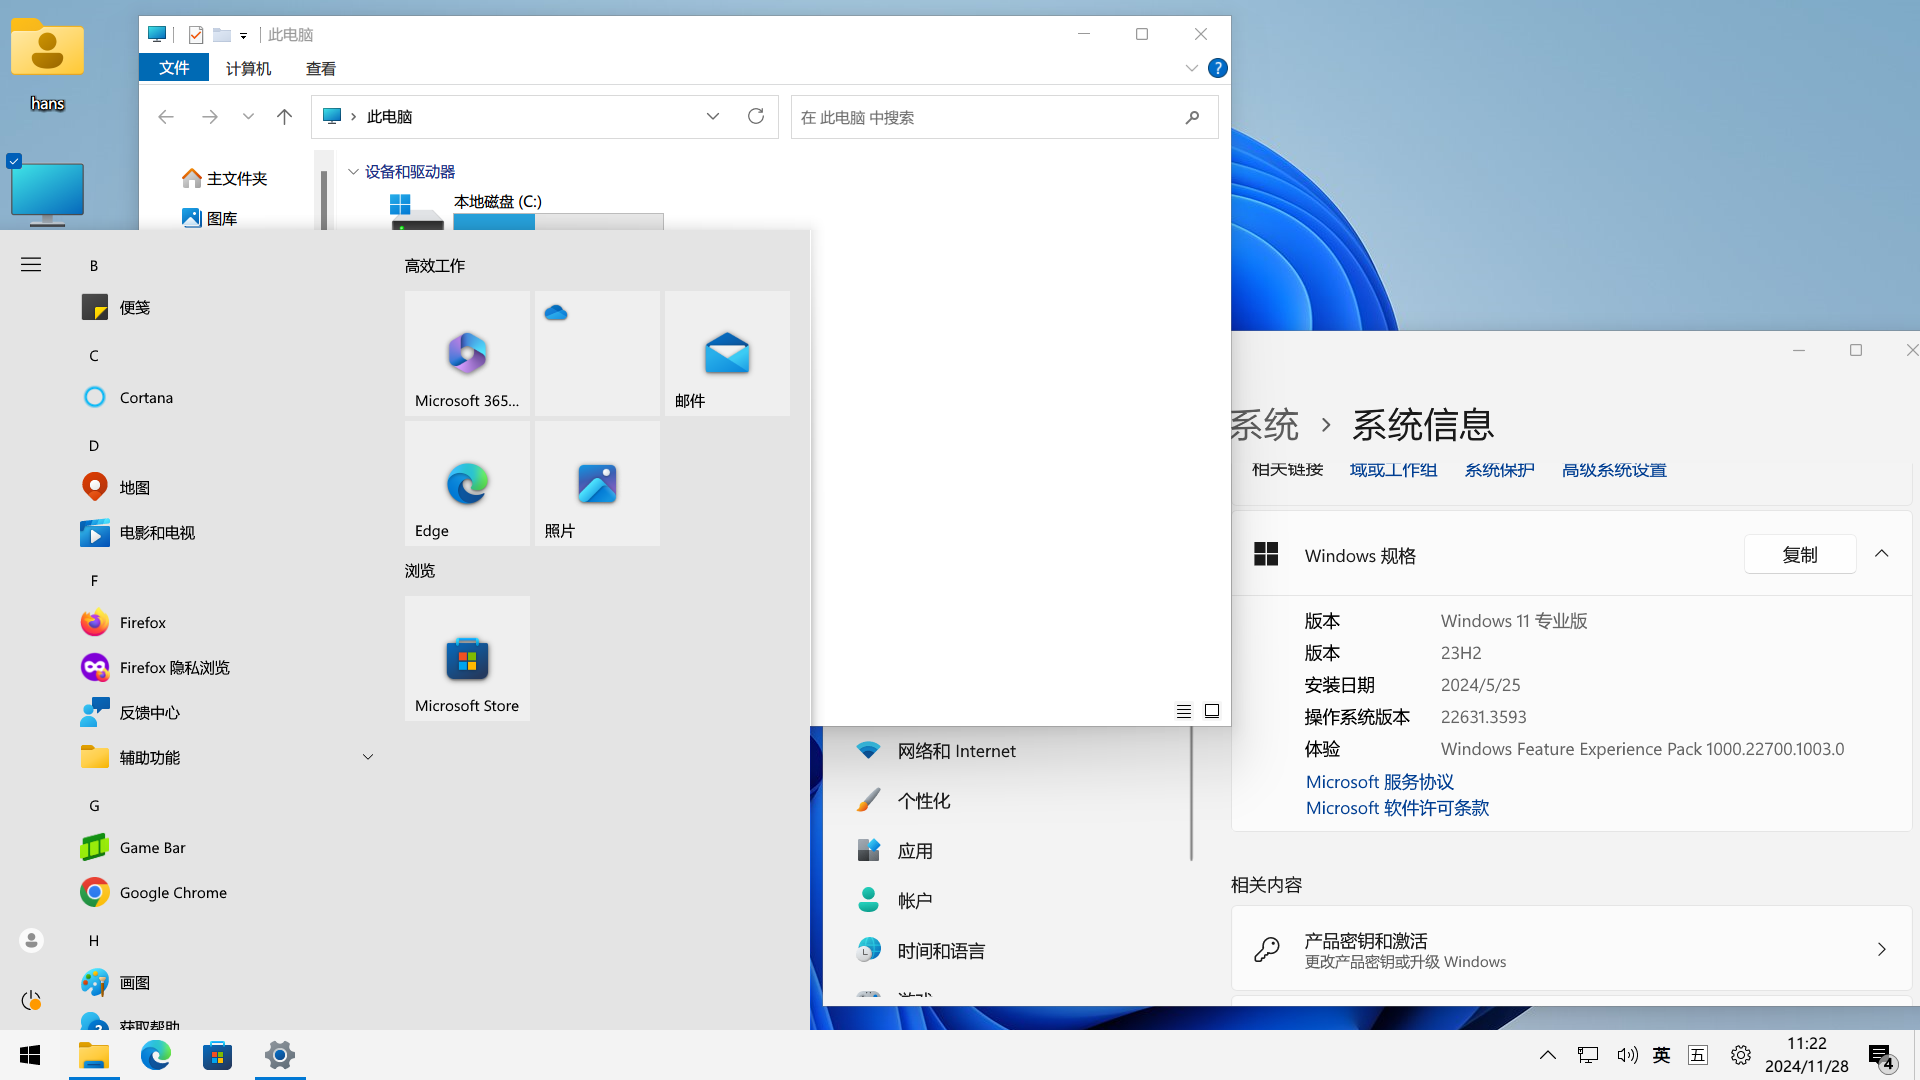 hans
此电脑
文件
计算机
查看
此电脑
在 此电脑 中搜索
主文件夹
图库
设备和驱动器
本地磁盘 (C:)
B
便笺
C
Cortana
D
地图
电影和电视
F
Firefox
Firefox 隐私浏览
反馈中心
辅助功能
G
Game Bar
Google Chrome
H
画图
获取帮助
高效工作
Microsoft 365...
邮件
Edge
照片
浏览
Microsoft Store
系统
系统信息
相关链接
域或工作组
系统保护
高级系统设置
Windows 规格
复制
版本
Windows 11 专业版
版本
23H2
安装日期
2024/5/25
操作系统版本
22631.3593
体验
Windows Feature Experience Pack 1000.22700.1003.0
Microsoft 服务协议
Microsoft 软件许可条款
相关内容
产品密钥和激活
更改产品密钥或升级 Windows
网络和 Internet
个性化
应用
帐户
时间和语言
游戏
英
五
11:22
2024/11/28
4